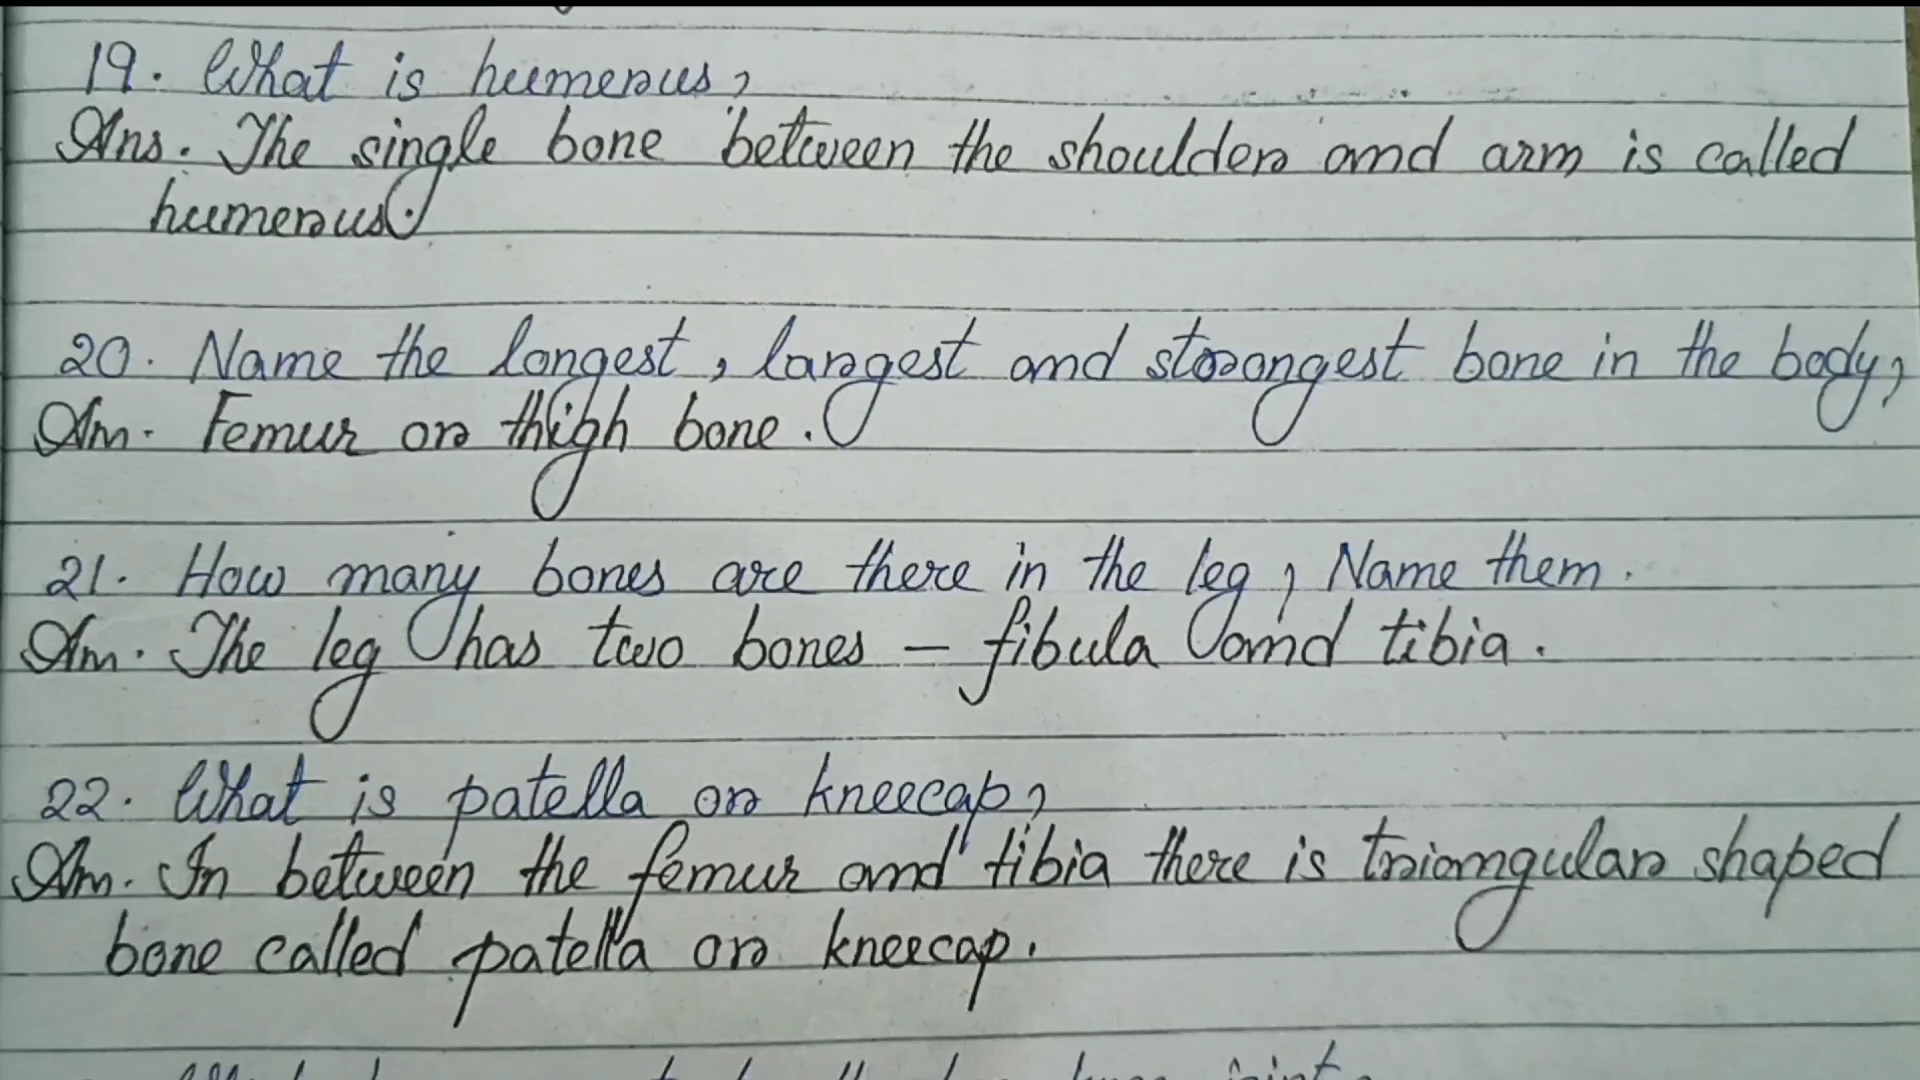 19. What is humerus?
Ans. The single bone between the shoulder and arm is called
humerus.
20. Name the longest, largest and strongest bone in the body?
Ans. Femur or thigh bone.
21. How many bones are there in the leg? Name them.
Ans. The leg has two bones – fibula and tibia.
22. What is patella or kneecap?
Ans. In between the femur and tibia there is triangular shaped
bone called patella or kneecap.